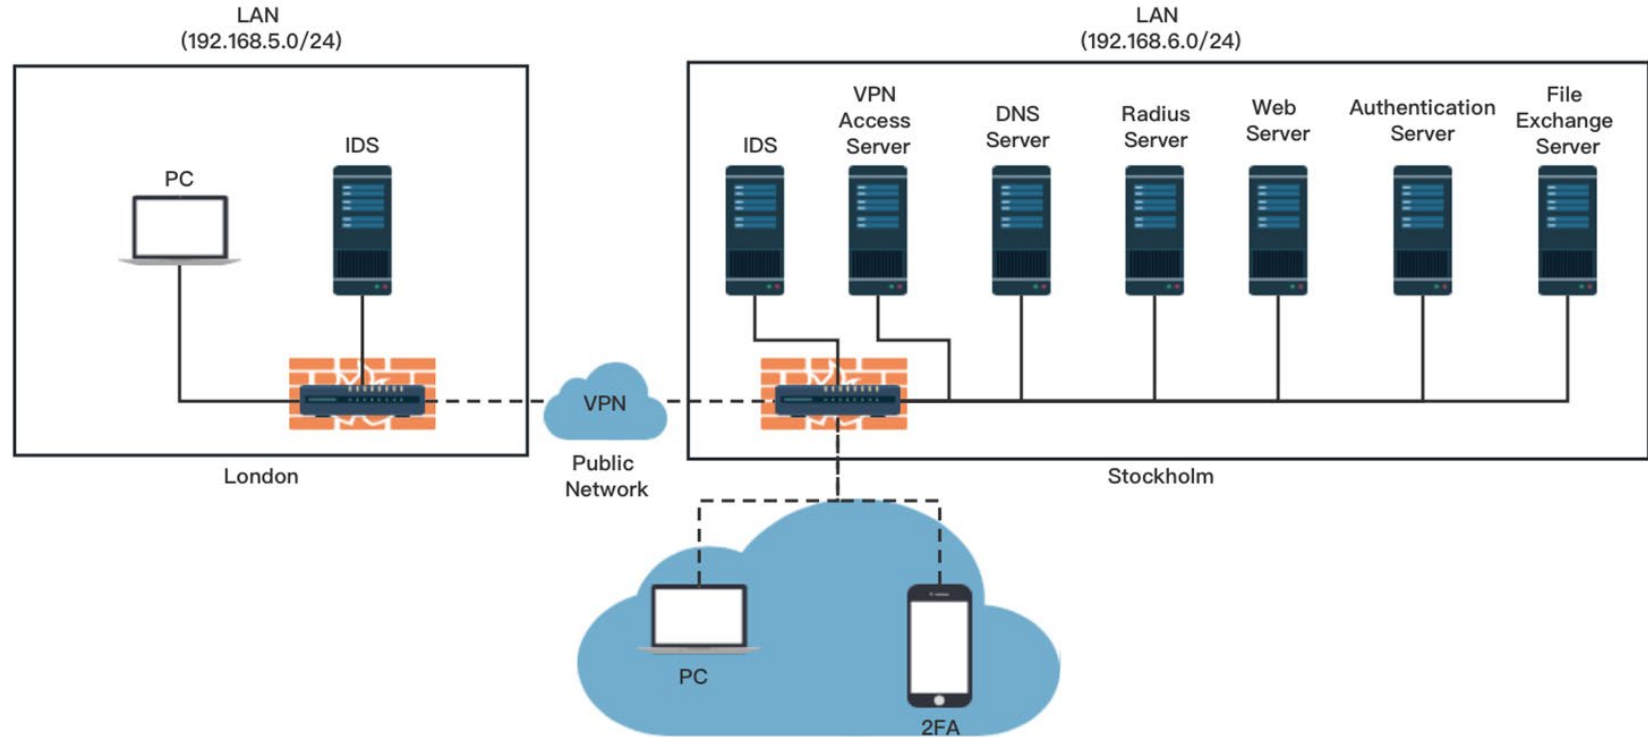 LAN
(192.168.5.0/24)
LAN
(192.168.6.0/24)
PC
IDS
IDS
VPN
Access
Server
DNS
Server
Radius
Server
Web
Server
Authentication
Server
File
Exchange
Server
VPN
Public
Network
London
Stockholm
PC
2FA